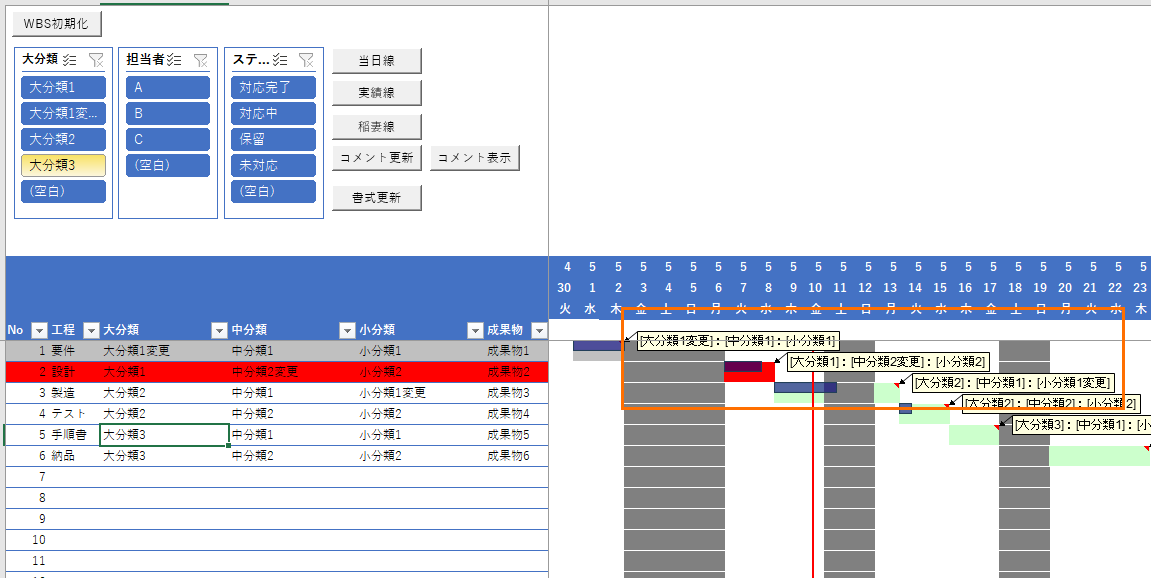 WBS初期化
大分類
大分類1
大分類1変...
大分類2
大分類3
(空白)
担当者
A
B
C
(空白)
ステ...
対応完了
対応中
保留
未対応
(空白)
当日線
実績線
稲妻線
コメント更新 コメント表示
書式更新
4 5 5 5 5 5 5 5 5 5 5 5 5 5 5 5 5 5 5 5 5 5 5 5
30 1 2 3 4 5 6 7 8 9 10 11 12 13 14 15 16 17 18 19 20 21 22 23
火 水 木 金 土 日 月 火 水 木 金 土 日 月 火 水 木 金 土 日 月 火 水 木
No 工程 大分類 中分類 小分類 成果物
1 要件 大分類1変更 中分類1 小分類1 成果物1
[大分類1変更]：[中分類1]：[小分類1]
2 設計 大分類1 中分類2変更 小分類2 成果物2
[大分類1]：[中分類2変更]：[小分類2]
3 製造 大分類2 中分類1 小分類1変更 成果物3
[大分類2]：[中分類1]：[小分類1変更]
4 テスト 大分類2 中分類2 小分類2 成果物4
[大分類2]：[中分類2]：[小分類2]
5 手順書 大分類3 中分類1 小分類1 成果物5
[大分類3]：[中分類1]：[小
6 納品 大分類3 中分類2 小分類2 成果物6
7
8
9
10
11